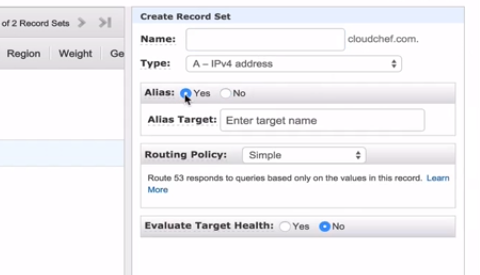 of 2 Record Sets
Region Weight Ge
Create Record Set
Name: cloudchef.com.
Type: A – IPv4 address
Alias: Yes No
Alias Target: Enter target name
Routing Policy: Simple
Route 53 responds to queries based only on the values in this record. Learn
More
Evaluate Target Health: Yes No